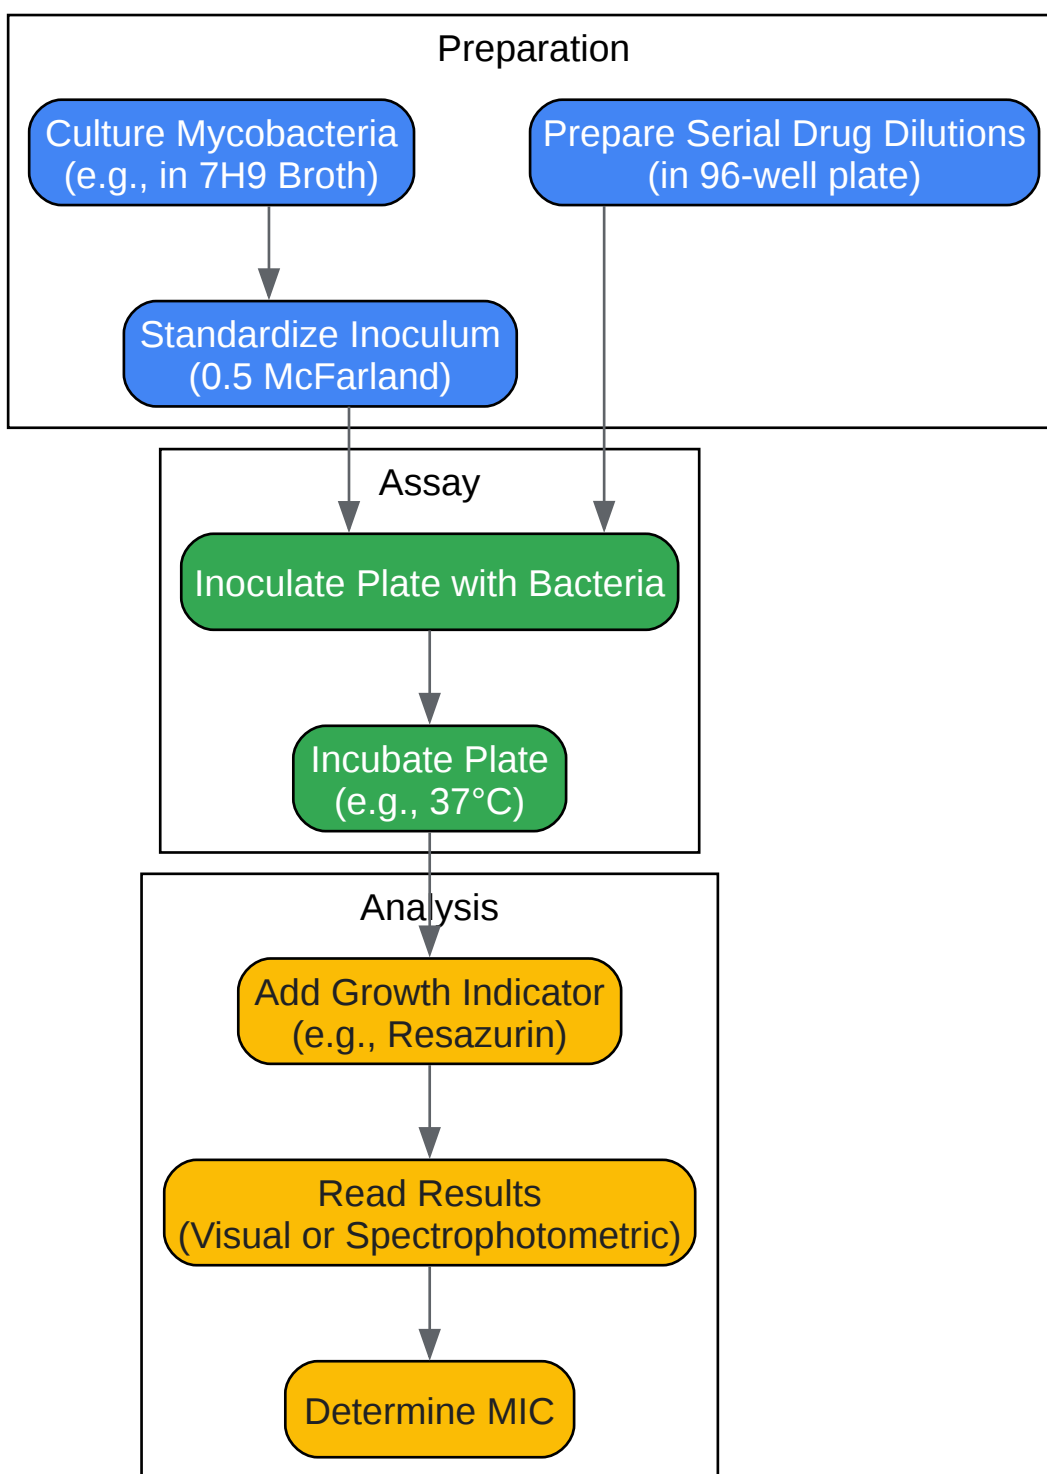 Preparation
Culture Mycobacteria
(e.g., in 7H9 Broth)
Prepare Serial Drug Dilutions
(in 96-well plate)
Standardize Inoculum
(0.5 McFarland)
Assay
Inoculate Plate with Bacteria
Incubate Plate
(e.g., 37°C)
Analysis
Add Growth Indicator
(e.g., Resazurin)
Read Results
(Visual or Spectrophotometric)
Determine MIC